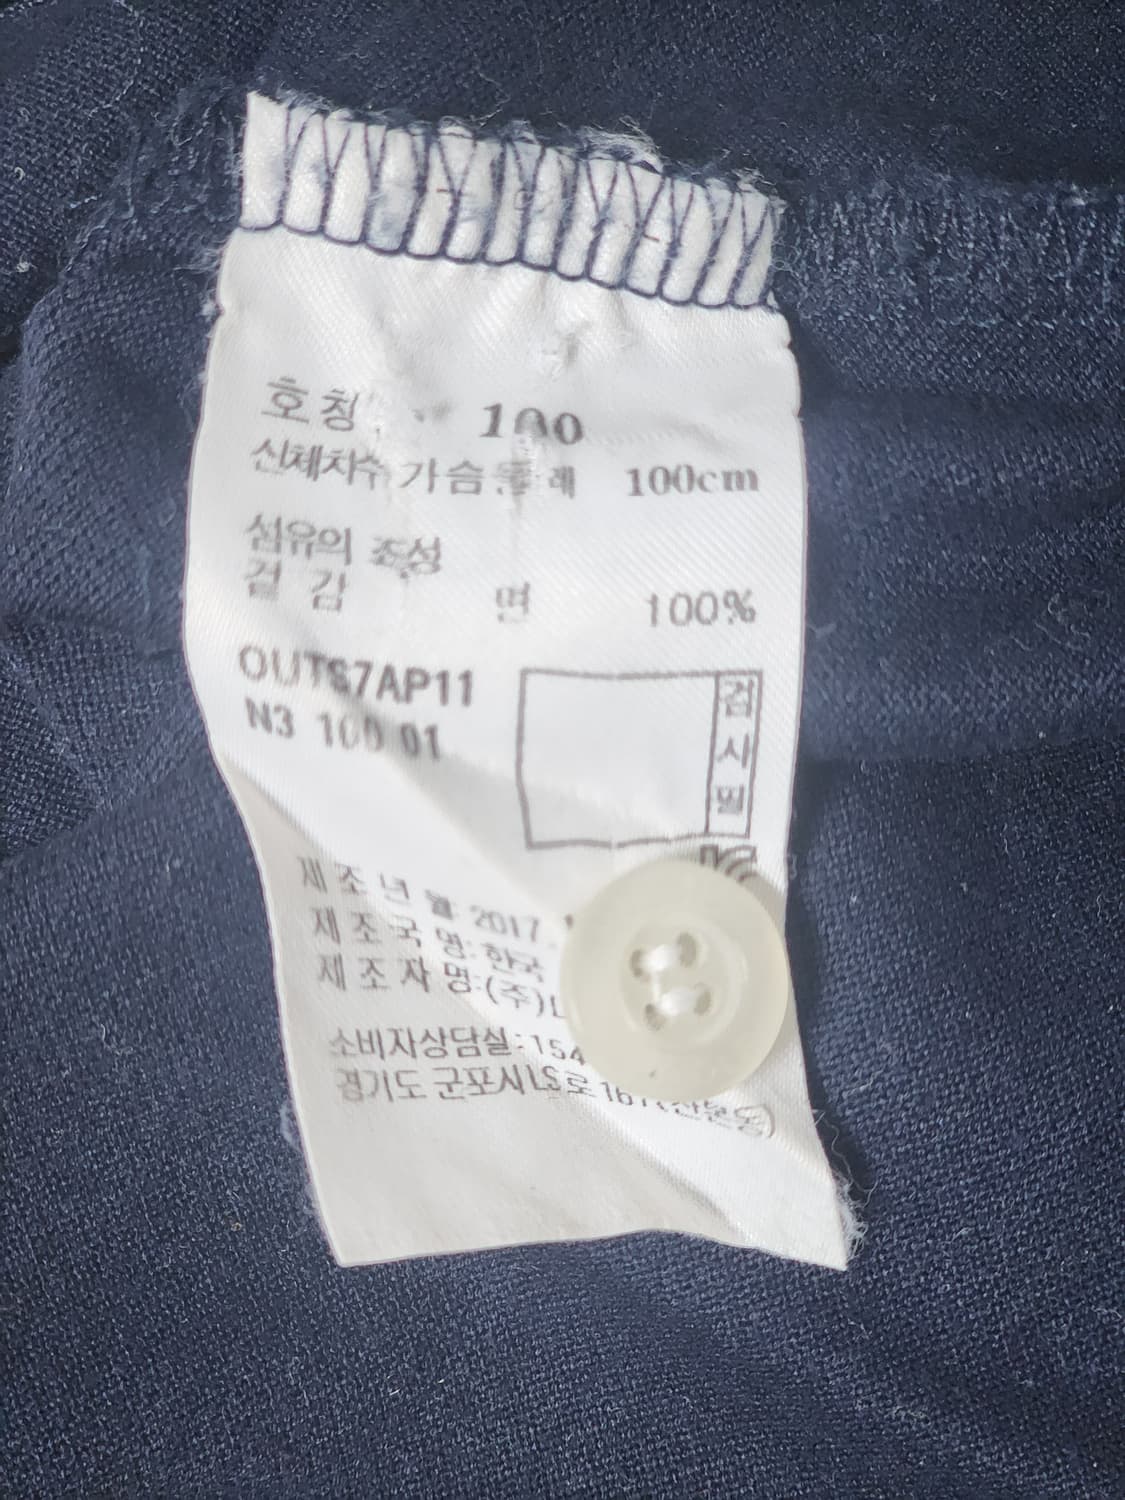 호칭 100
신체치수 가슴둘레 100cm
섬유의 조성
겉감 면 100%
OUTS7AP11
N3 100 01
검사필
제조년월: 2017.
제조국명: 한국
제조자명: (주)L
소비자상담실: 154
경기도 군포시 LS로